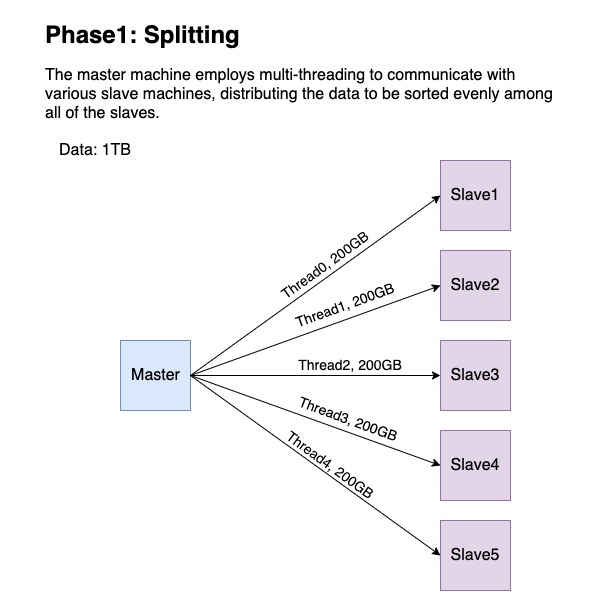 Phase1: Splitting
The master machine employs multi-threading to communicate with
various slave machines, distributing the data to be sorted evenly among
all of the slaves.
Data: 1TB
Slave1
Thread0, 200GB
Slave2
Thread1, 200GB
Master
Thread2, 200GB
Slave3
Thread3, 200GB
Slave4
Thread4, 200GB
Slave5